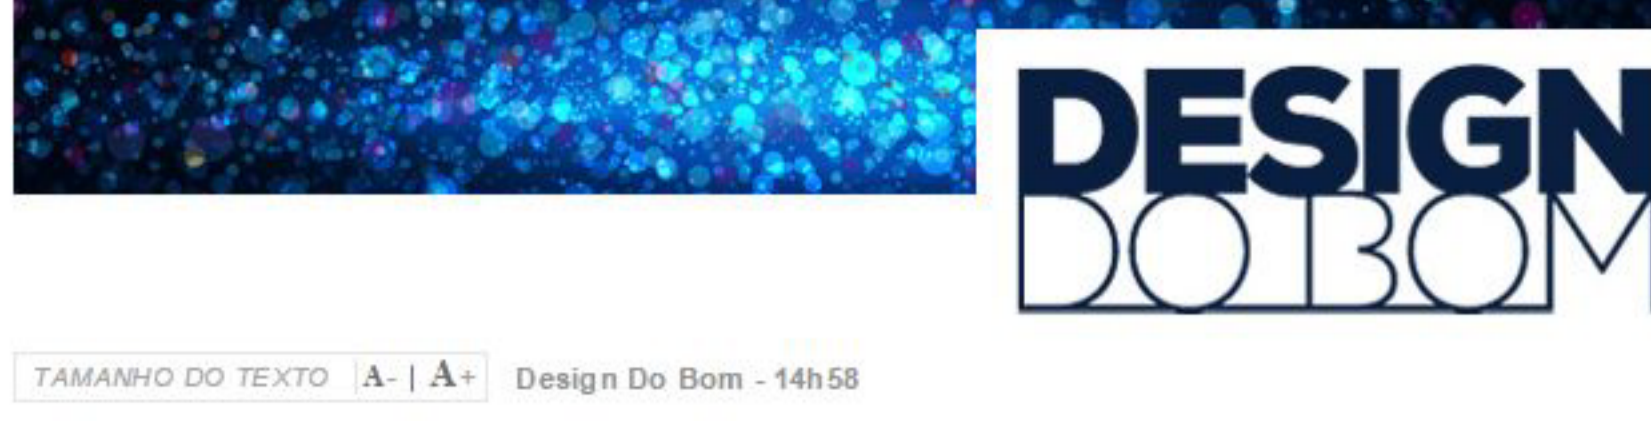 DESIGN
DO BOM
TAMANHO DO TEXTO A- | A+ Design Do Bom - 14h58